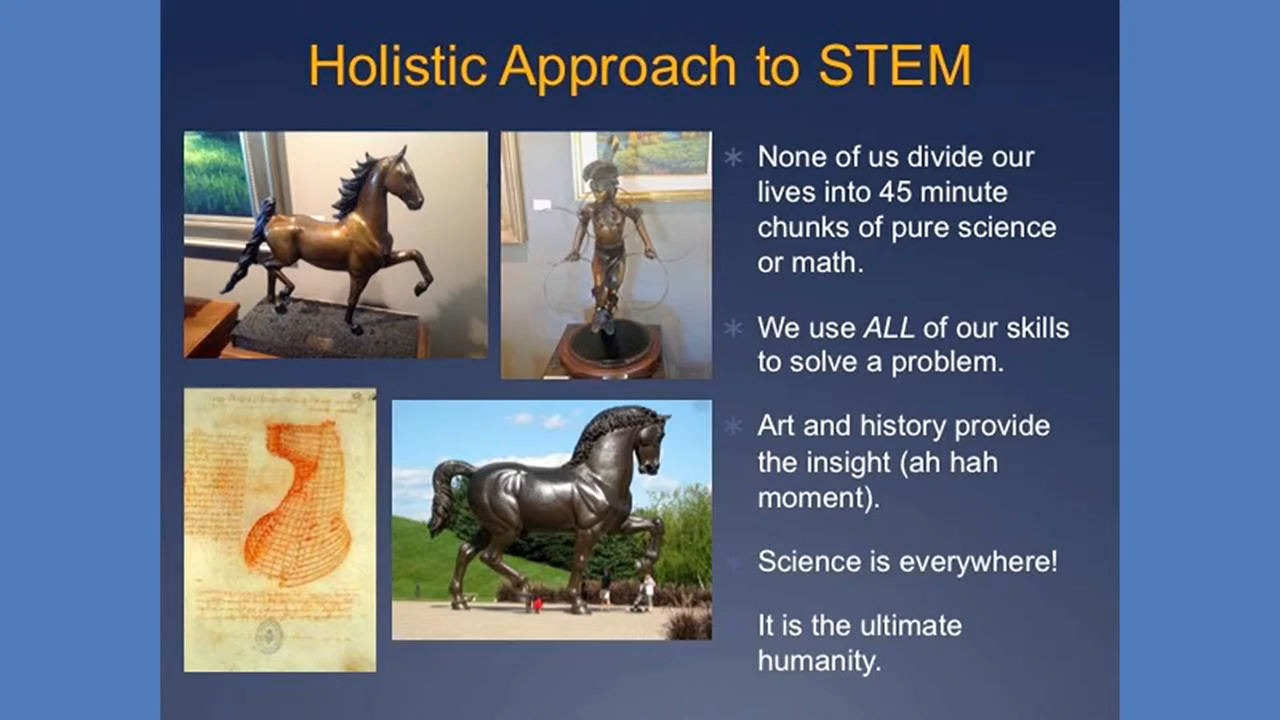 Holistic Approach to STEM
* None of us divide our
lives into 45 minute
chunks of pure science
or math.
* We use ALL of our skills
to solve a problem.
* Art and history provide
the insight (ah hah
moment).
Science is everywhere!
It is the ultimate
humanity.